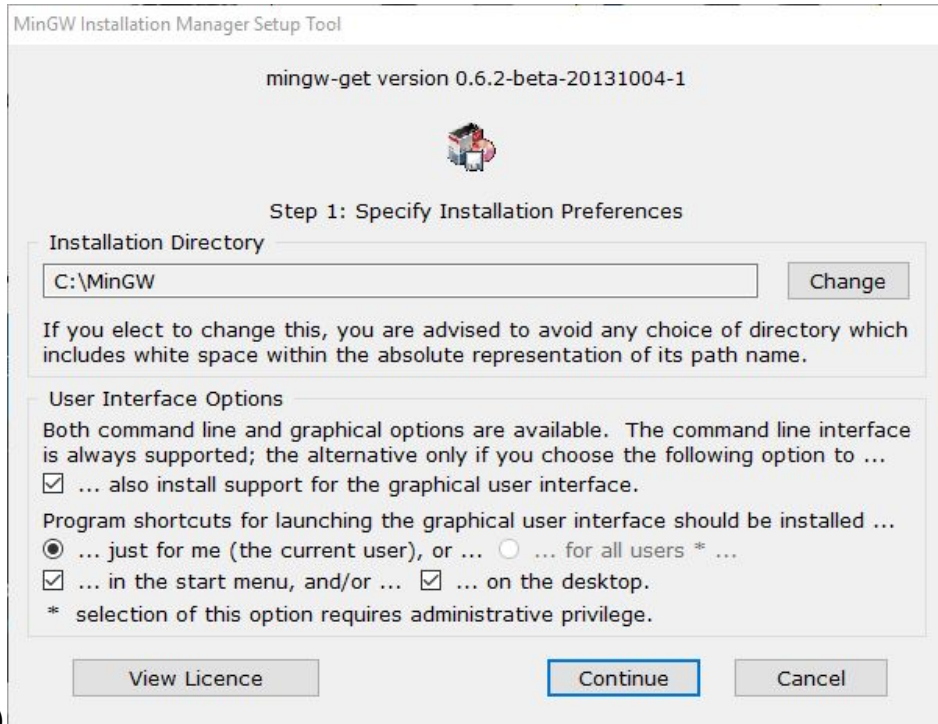 MinGW Installation Manager Setup Tool
mingw-get version 0.6.2-beta-20131004-1
Step 1: Specify Installation Preferences
Installation Directory
C:\MinGW
Change
If you elect to change this, you are advised to avoid any choice of directory which
includes white space within the absolute representation of its path name.
User Interface Options
Both command line and graphical options are available.  The command line interface
is always supported; the alternative only if you choose the following option to ...
... also install support for the graphical user interface.
Program shortcuts for launching the graphical user interface should be installed ...
... just for me (the current user), or ... ... for all users * ...
... in the start menu, and/or ... ... on the desktop.
* selection of this option requires administrative privilege.
View Licence Continue Cancel
)